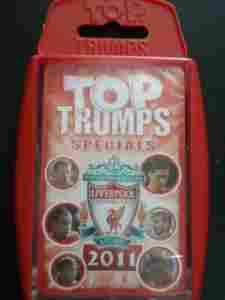 TOP
TRUMPS
TOP
TRUMPS
SPECIALS
LIVERPOOL
2011